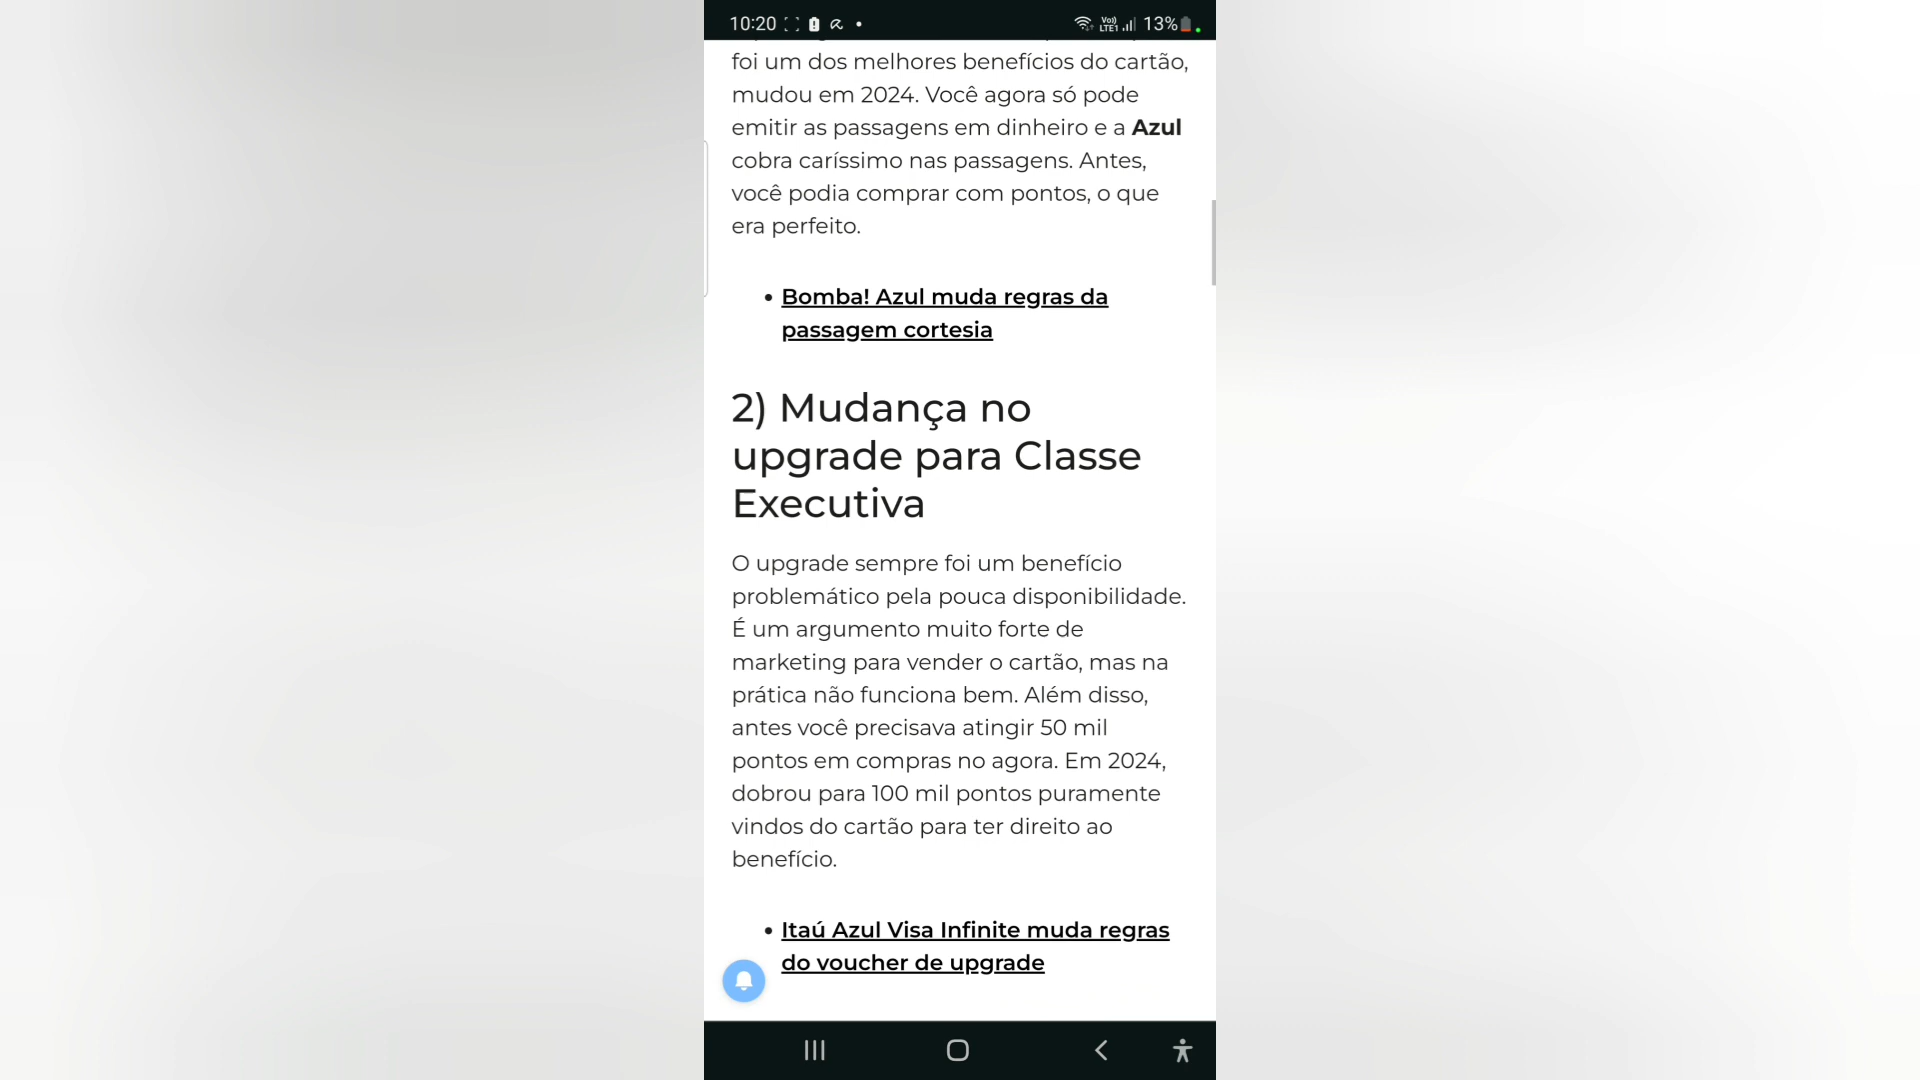 10:20
Vo)) LTE1 13%
foi um dos melhores benefícios do cartão,
mudou em 2024. Você agora só pode
emitir as passagens em dinheiro e a Azul
cobra caríssimo nas passagens. Antes,
você podia comprar com pontos, o que
era perfeito.
• Bomba! Azul muda regras da
passagem cortesia
2) Mudança no
upgrade para Classe
Executiva
O upgrade sempre foi um benefício
problemático pela pouca disponibilidade.
É um argumento muito forte de
marketing para vender o cartão, mas na
prática não funciona bem. Além disso,
antes você precisava atingir 50 mil
pontos em compras no agora. Em 2024,
dobrou para 100 mil pontos puramente
vindos do cartão para ter direito ao
benefício.
• Itaú Azul Visa Infinite muda regras
do voucher de upgrade